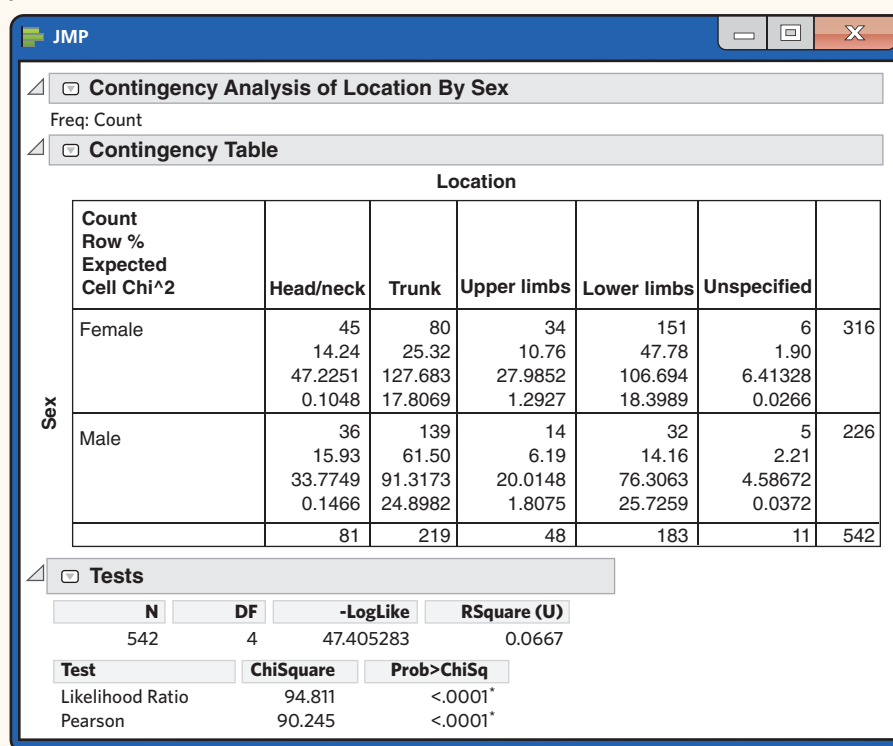 JMP
Contingency Analysis of Location By Sex
Freq: Count
Contingency Table
Location
Count
Row %
Expected
Cell Chi^2 Head/neck Trunk Upper limbs Lower limbs Unspecified
Sex
Female 45 80 34 151 6 316
14.24 25.32 10.76 47.78 1.90
47.2251 127.683 27.9852 106.694 6.41328
0.1048 17.8069 1.2927 18.3989 0.0266
Male 36 139 14 32 5 226
15.93 61.50 6.19 14.16 2.21
33.7749 91.3173 20.0148 76.3063 4.58672
0.1466 24.8982 1.8075 25.7259 0.0372
81 219 48 183 11 542
Tests
N DF -LogLike RSquare (U)
542 4 47.405283 0.0667
Test ChiSquare Prob>ChiSq
Likelihood Ratio 94.811 <.0001*
Pearson 90.245 <.0001*